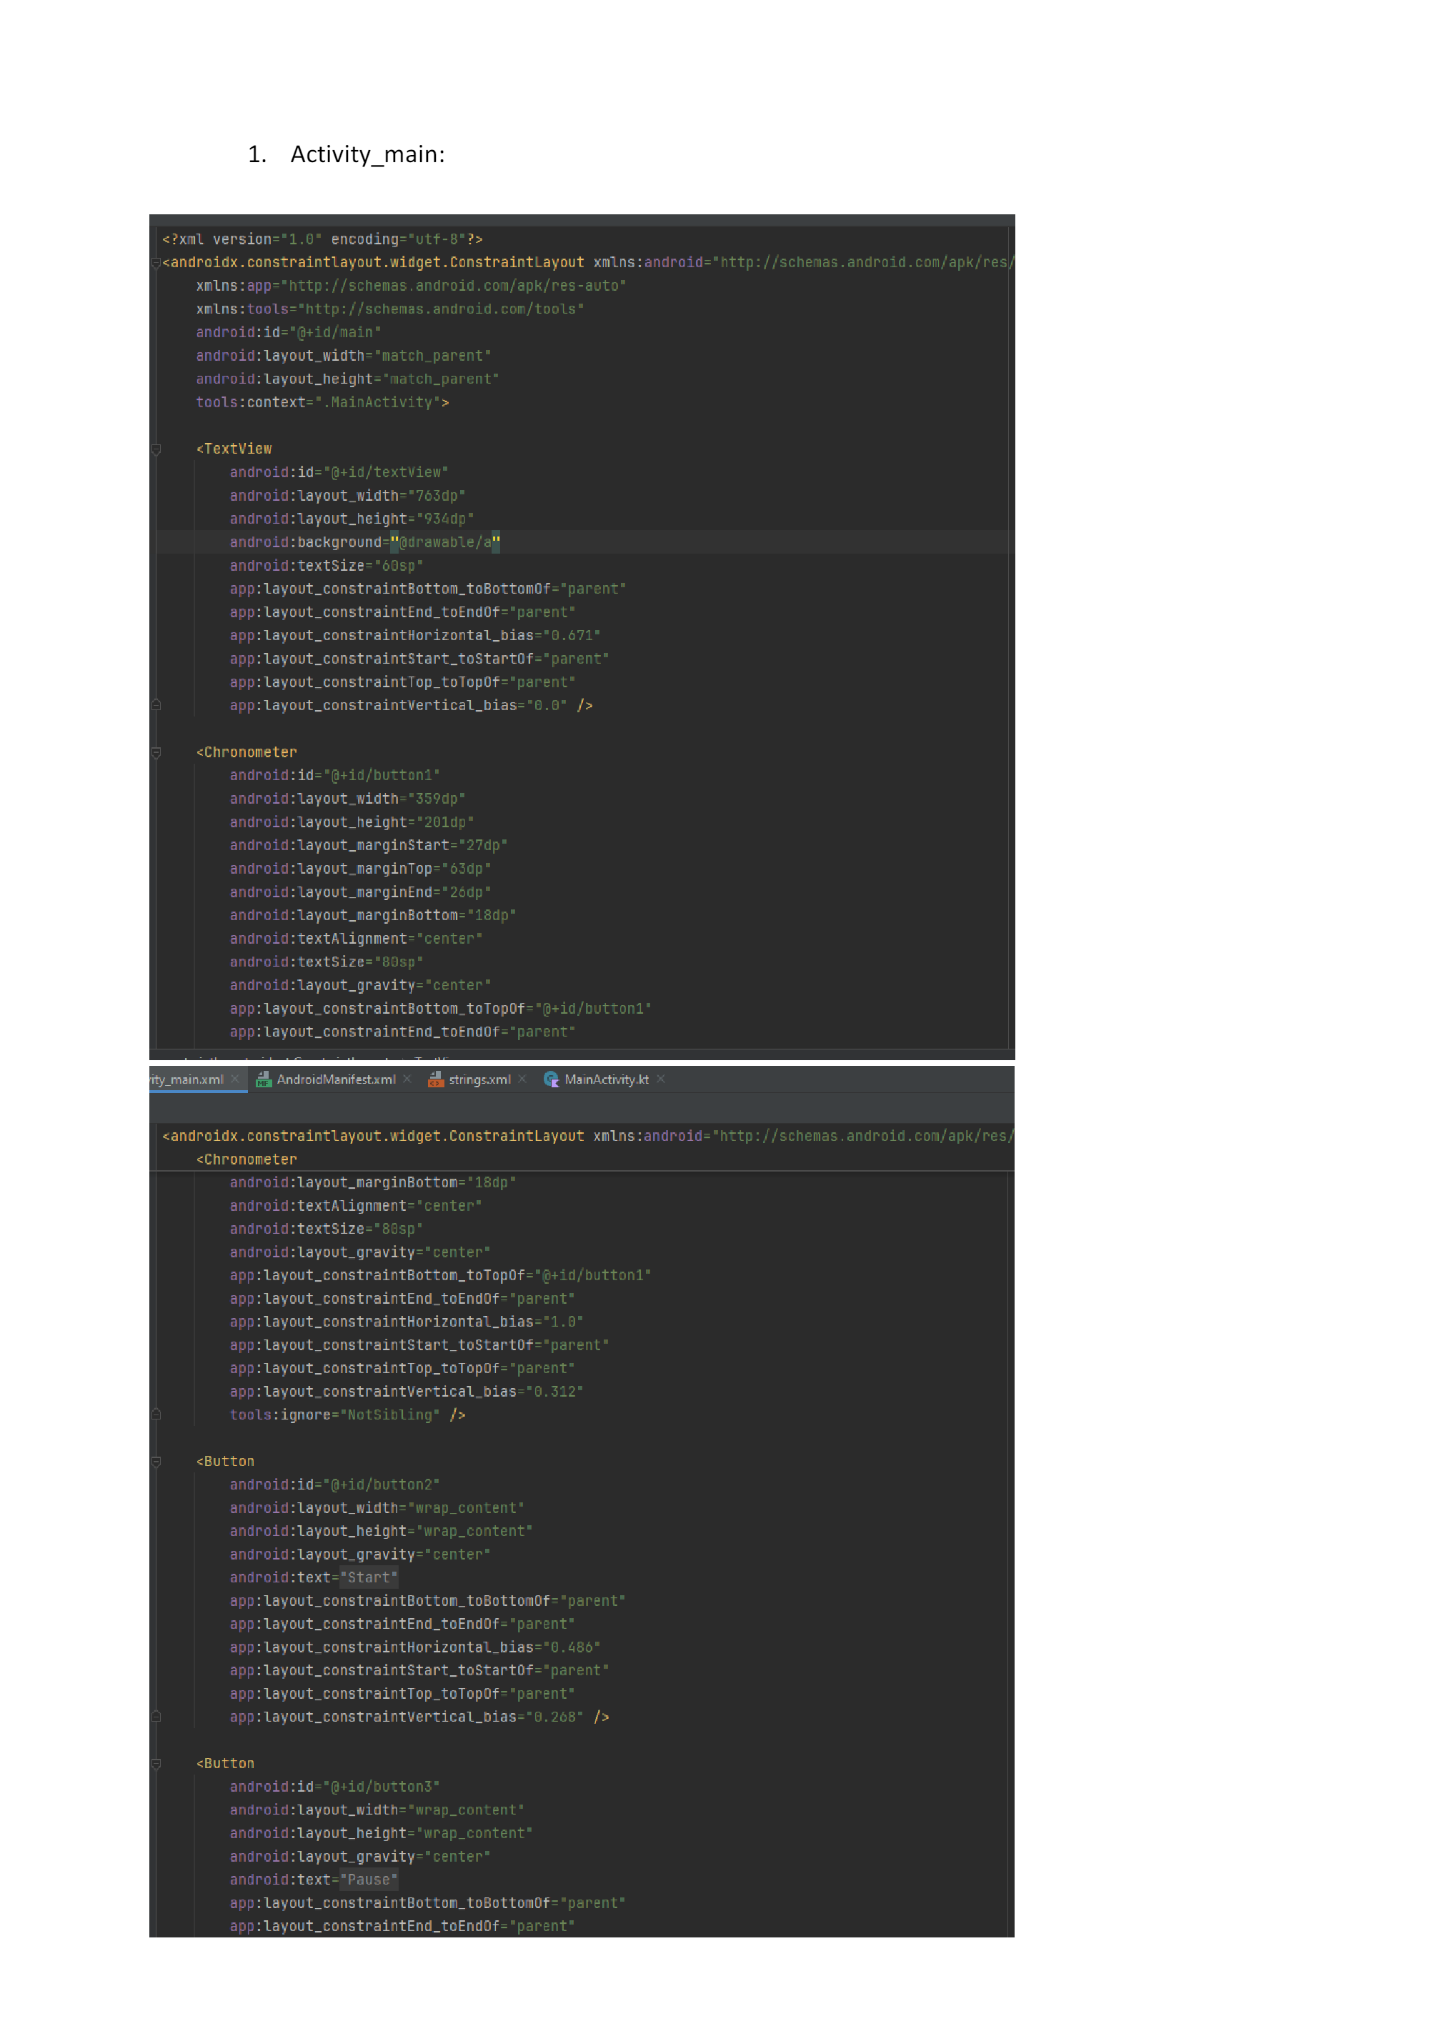 1. Activity_main:
<?xml version="1.0" encoding="utf-8"?>
<androidx.constraintlayout.widget.ConstraintLayout xmlns:android="http://schemas.android.com/apk/res/
xmlns:app="http://schemas.android.com/apk/res-auto"
xmlns:tools="http://schemas.android.com/tools"
android:id="@+id/main"
android:layout_width="match_parent"
android:layout_height="match_parent"
tools:context=".MainActivity">
<TextView
android:id="@+id/textView"
android:layout_width="763dp"
android:layout_height="934dp"
android:background="@drawable/a"
android:textSize="60sp"
app:layout_constraintBottom_toBottomOf="parent"
app:layout_constraintEnd_toEndOf="parent"
app:layout_constraintHorizontal_bias="0.671"
app:layout_constraintStart_toStartOf="parent"
app:layout_constraintTop_toTopOf="parent"
app:layout_constraintVertical_bias="0.0" />
<Chronometer
android:id="@+id/button1"
android:layout_width="359dp"
android:layout_height="201dp"
android:layout_marginStart="27dp"
android:layout_marginTop="63dp"
android:layout_marginEnd="26dp"
android:layout_marginBottom="18dp"
android:textAlignment="center"
android:textSize="80sp"
android:layout_gravity="center"
app:layout_constraintBottom_toTopOf="@+id/button1"
app:layout_constraintEnd_toEndOf="parent"
ity_main.xml AndroidManifest.xml strings.xml MainActivity.kt
<androidx.constraintlayout.widget.ConstraintLayout xmlns:android="http://schemas.android.com/apk/res/
<Chronometer
android:layout_marginBottom="18dp"
android:textAlignment="center"
android:textSize="80sp"
android:layout_gravity="center"
app:layout_constraintBottom_toTopOf="@+id/button1"
app:layout_constraintEnd_toEndOf="parent"
app:layout_constraintHorizontal_bias="1.0"
app:layout_constraintStart_toStartOf="parent"
app:layout_constraintTop_toTopOf="parent"
app:layout_constraintVertical_bias="0.312"
tools:ignore="NotSibling" />
<Button
android:id="@+id/button2"
android:layout_width="wrap_content"
android:layout_height="wrap_content"
android:layout_gravity="center"
android:text="Start"
app:layout_constraintBottom_toBottomOf="parent"
app:layout_constraintEnd_toEndOf="parent"
app:layout_constraintHorizontal_bias="0.486"
app:layout_constraintStart_toStartOf="parent"
app:layout_constraintTop_toTopOf="parent"
app:layout_constraintVertical_bias="0.268" />
<Button
android:id="@+id/button3"
android:layout_width="wrap_content"
android:layout_height="wrap_content"
android:layout_gravity="center"
android:text="Pause"
app:layout_constraintBottom_toBottomOf="parent"
app:layout_constraintEnd_toEndOf="parent"